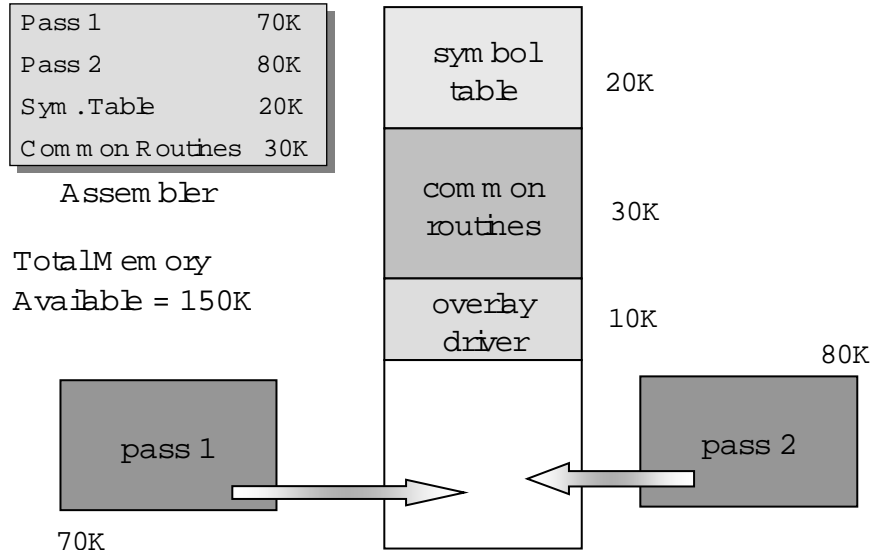 Pass 1 70K
Pass 2 80K
Sym. Table 20K
Common Routines 30K
Assembler
Total Memory
Available = 150K
symbol
table
20K
common
routines
30K
overlay
driver
10K
80K
pass 1
pass 2
70K